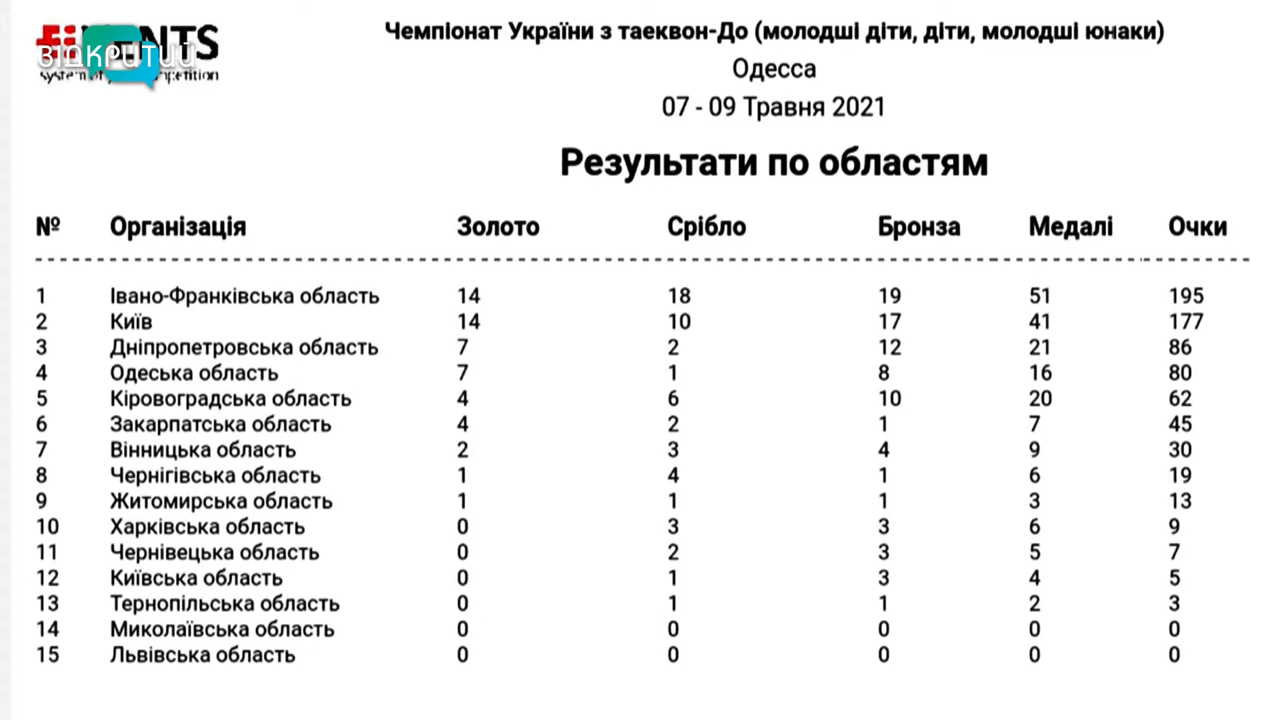 ВІДКРИТИЙ
Чемпіонат України з таеквон-До (молодші діти, діти, молодші юнаки)
Одесса
07 - 09 Травня 2021
Результати по областям
№ Організація Золото Срібло Бронза Медалі Очки
1 Івано-Франківська область 14 18 19 51 195
2 Київ 14 10 17 41 177
3 Дніпропетровська область 7 2 12 21 86
4 Одеська область 7 1 8 16 80
5 Кіровоградська область 4 6 10 20 62
6 Закарпатська область 4 2 1 7 45
7 Вінницька область 2 3 4 9 30
8 Чернігівська область 1 4 1 6 19
9 Житомирська область 1 1 1 3 13
10 Харківська область 0 3 3 6 9
11 Чернівецька область 0 2 3 5 7
12 Київська область 0 1 3 4 5
13 Тернопільська область 0 1 1 2 3
14 Миколаївська область 0 0 0 0 0
15 Львівська область 0 0 0 0 0